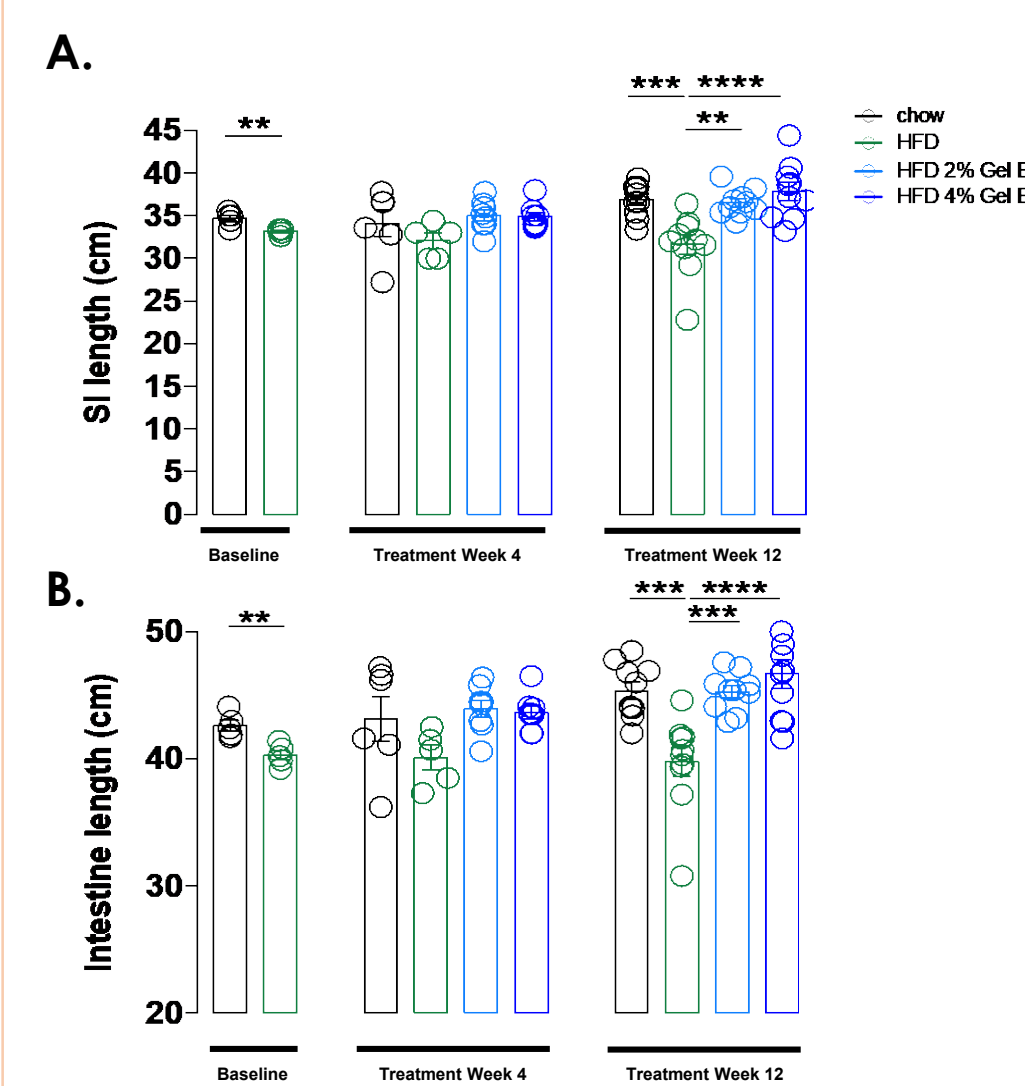 A.
*** ****
** **
chow
HFD
HFD 2% Gel B
HFD 4% Gel B
SI length (cm)
45
40
35
30
25
20
15
10
5
0
Baseline Treatment Week 4 Treatment Week 12
B.
*** ****
** ***
Intestine length (cm)
50
40
30
20
Baseline Treatment Week 4 Treatment Week 12